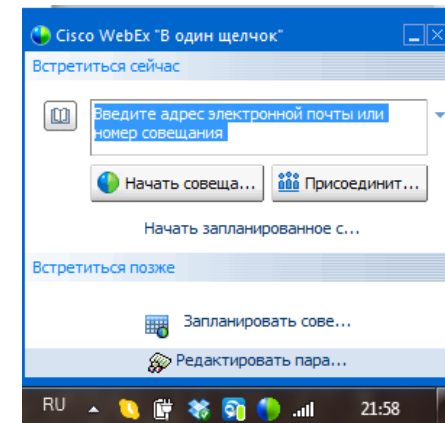 Cisco WebEx "В один щелчок"
Встретиться сейчас
Введите адрес электронной почты или
номер совещания
Начать совеща... Присоединит...
Начать запланированное с...
Встретиться позже
Запланировать сове...
Редактировать пара...
RU 21:58